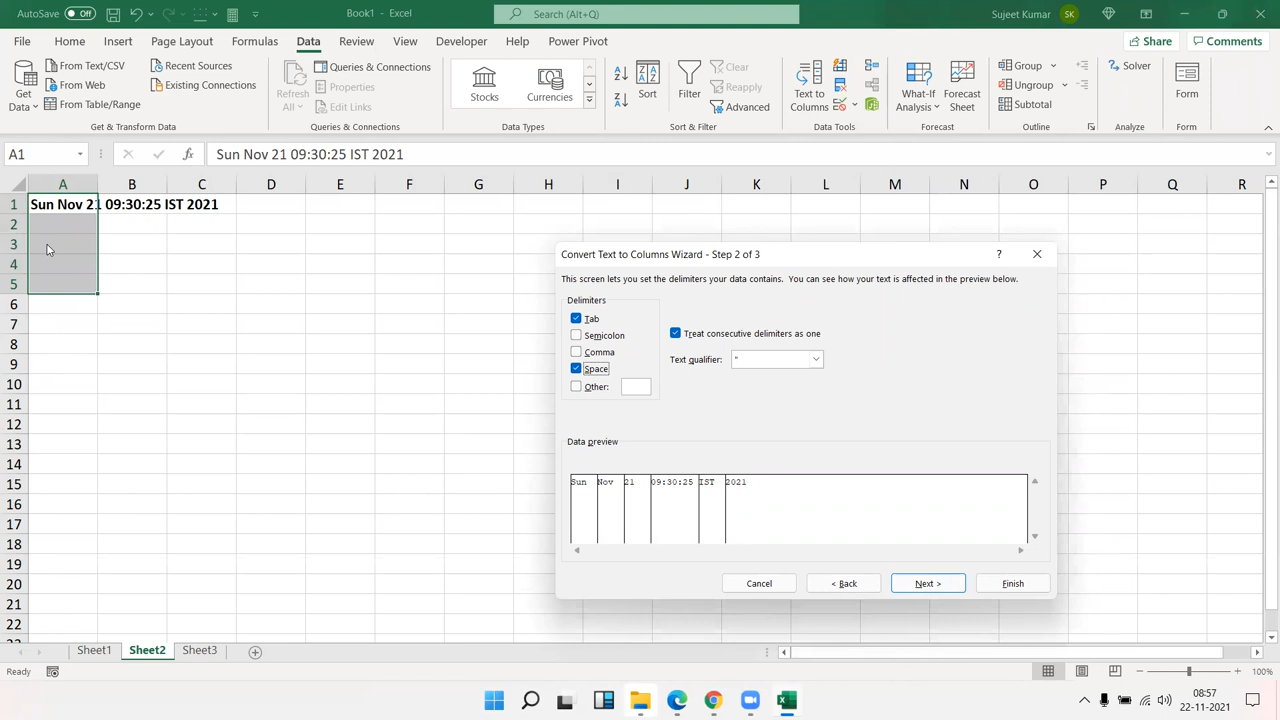 AutoSave Off Book1 - Excel Search (Alt+Q) Sujeet Kumar SK
File Home Insert Page Layout Formulas Data Review View Developer Help Power Pivot Share Comments
Get Data From Text/CSV From Web From Table/Range Recent Sources Existing Connections
Refresh All Queries & Connections Properties Edit Links
Stocks Currencies
Sort Filter Clear Reapply Advanced
Text to Columns
What-If Analysis Forecast Sheet
Group Ungroup Subtotal
Solver
Form
Get & Transform Data Queries & Connections Data Types Sort & Filter Data Tools Forecast Outline Analyze Form
A1 fx Sun Nov 21 09:30:25 IST 2021
A B C D E F G H I J K L M N O P Q R
1 Sun Nov 21 09:30:25 IST 2021
2
3
4
5
6
7
8
9
10
11
12
13
14
15
16
17
18
19
20
21
22
Convert Text to Columns Wizard - Step 2 of 3 ?
This screen lets you set the delimiters your data contains. You can see how your text is affected in the preview below.
Delimiters
Tab
Semicolon
Comma
Space
Other:
Treat consecutive delimiters as one
Text qualifier: "
Data preview
Sun Nov 21 09:30:25 IST 2021
Cancel < Back Next > Finish
Sheet1 Sheet2 Sheet3
Ready 100%
08:57
22-11-2021